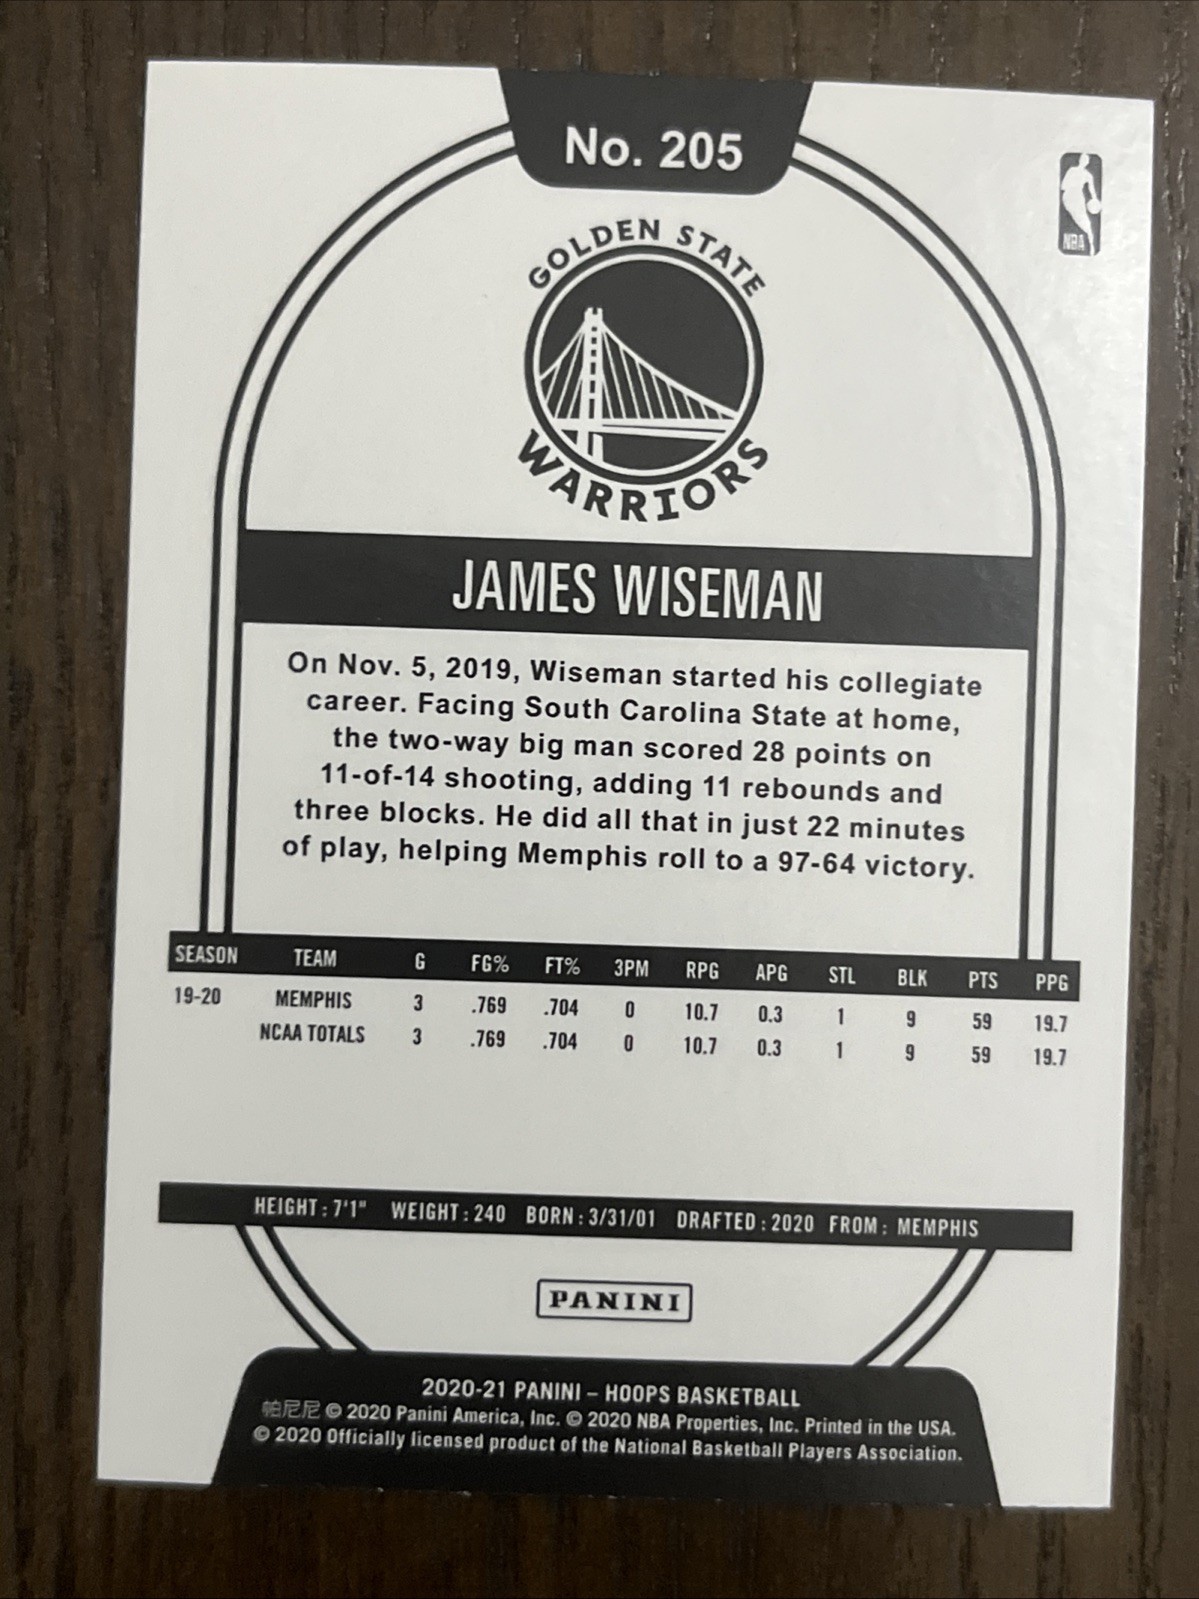 No. 205
NBA
GOLDEN STATE
WARRIORS
JAMES WISEMAN
On Nov. 5, 2019, Wiseman started his collegiate
career. Facing South Carolina State at home,
the two-way big man scored 28 points on
11-of-14 shooting, adding 11 rebounds and
three blocks. He did all that in just 22 minutes
of play, helping Memphis roll to a 97-64 victory.
SEASON TEAM G FG% FT% 3PM RPG APG STL BLK PTS PPG
19-20 MEMPHIS 3 .769 .704 0 10.7 0.3 1 9 59 19.7
NCAA TOTALS 3 .769 .704 0 10.7 0.3 1 9 59 19.7
HEIGHT: 7'1" WEIGHT: 240 BORN: 3/31/01 DRAFTED: 2020 FROM: MEMPHIS
PANINI
2020-21 PANINI – HOOPS BASKETBALL
帕尼尼 © 2020 Panini America, Inc. © 2020 NBA Properties, Inc. Printed in the USA.
© 2020 Officially licensed product of the National Basketball Players Association.